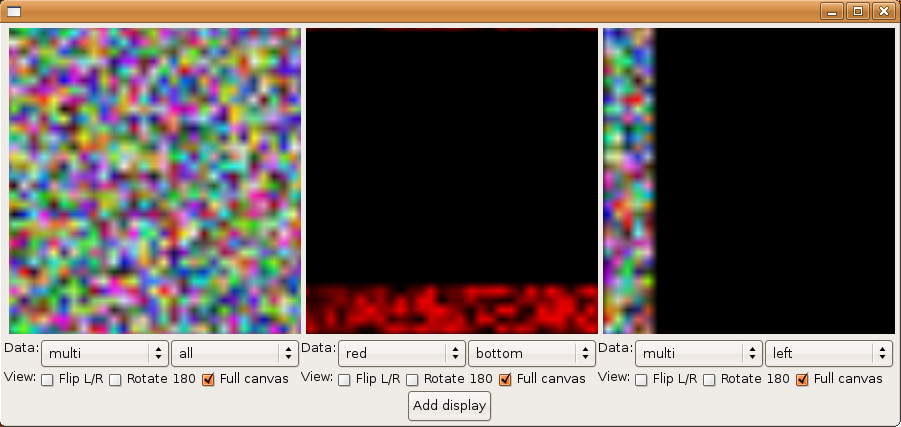 Data: multi all Data: red bottom Data: multi left
View: Flip L/R Rotate 180 Full canvas View: Flip L/R Rotate 180 Full canvas View: Flip L/R Rotate 180 Full canvas
Add display